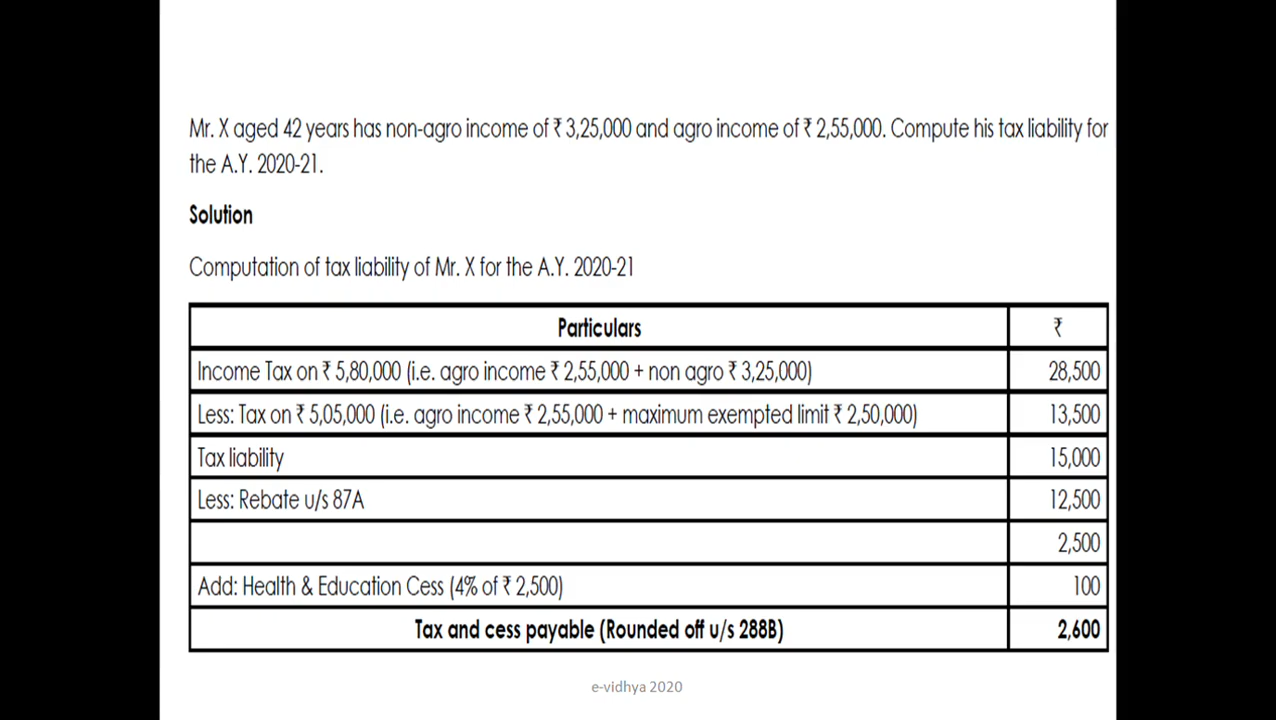 Mr. X aged 42 years has non-agro income of ₹ 3,25,000 and agro income of ₹ 2,55,000. Compute his tax liability for
the A.Y. 2020-21.
Solution
Computation of tax liability of Mr. X for the A.Y. 2020-21
Particulars ₹
Income Tax on ₹ 5,80,000 (i.e. agro income ₹ 2,55,000 + non agro ₹ 3,25,000) 28,500
Less: Tax on ₹ 5,05,000 (i.e. agro income ₹ 2,55,000 + maximum exempted limit ₹ 2,50,000) 13,500
Tax liability 15,000
Less: Rebate u/s 87A 12,500
2,500
Add: Health & Education Cess (4% of ₹ 2,500) 100
Tax and cess payable (Rounded off u/s 288B) 2,600
e-vidhya 2020